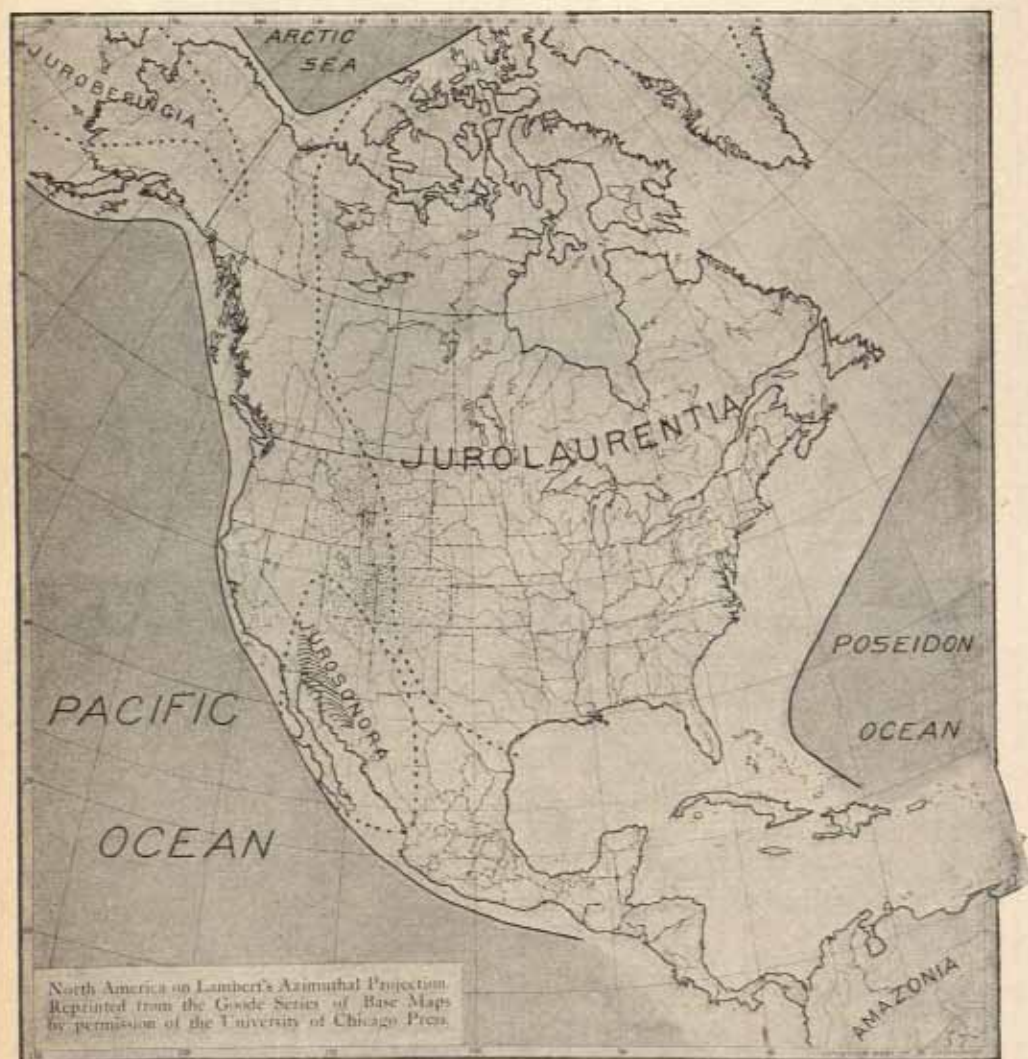 ARCTIC
SEA
JUROBERINGIA
JUROLAURENTIA
JUROSONORA
POSEIDON
OCEAN
PACIFIC
OCEAN
AMAZONIA
North America on Lambert's Azimuthal Projection.
Reprinted from the Goode Series of Base Maps
by permission of the University of Chicago Press.